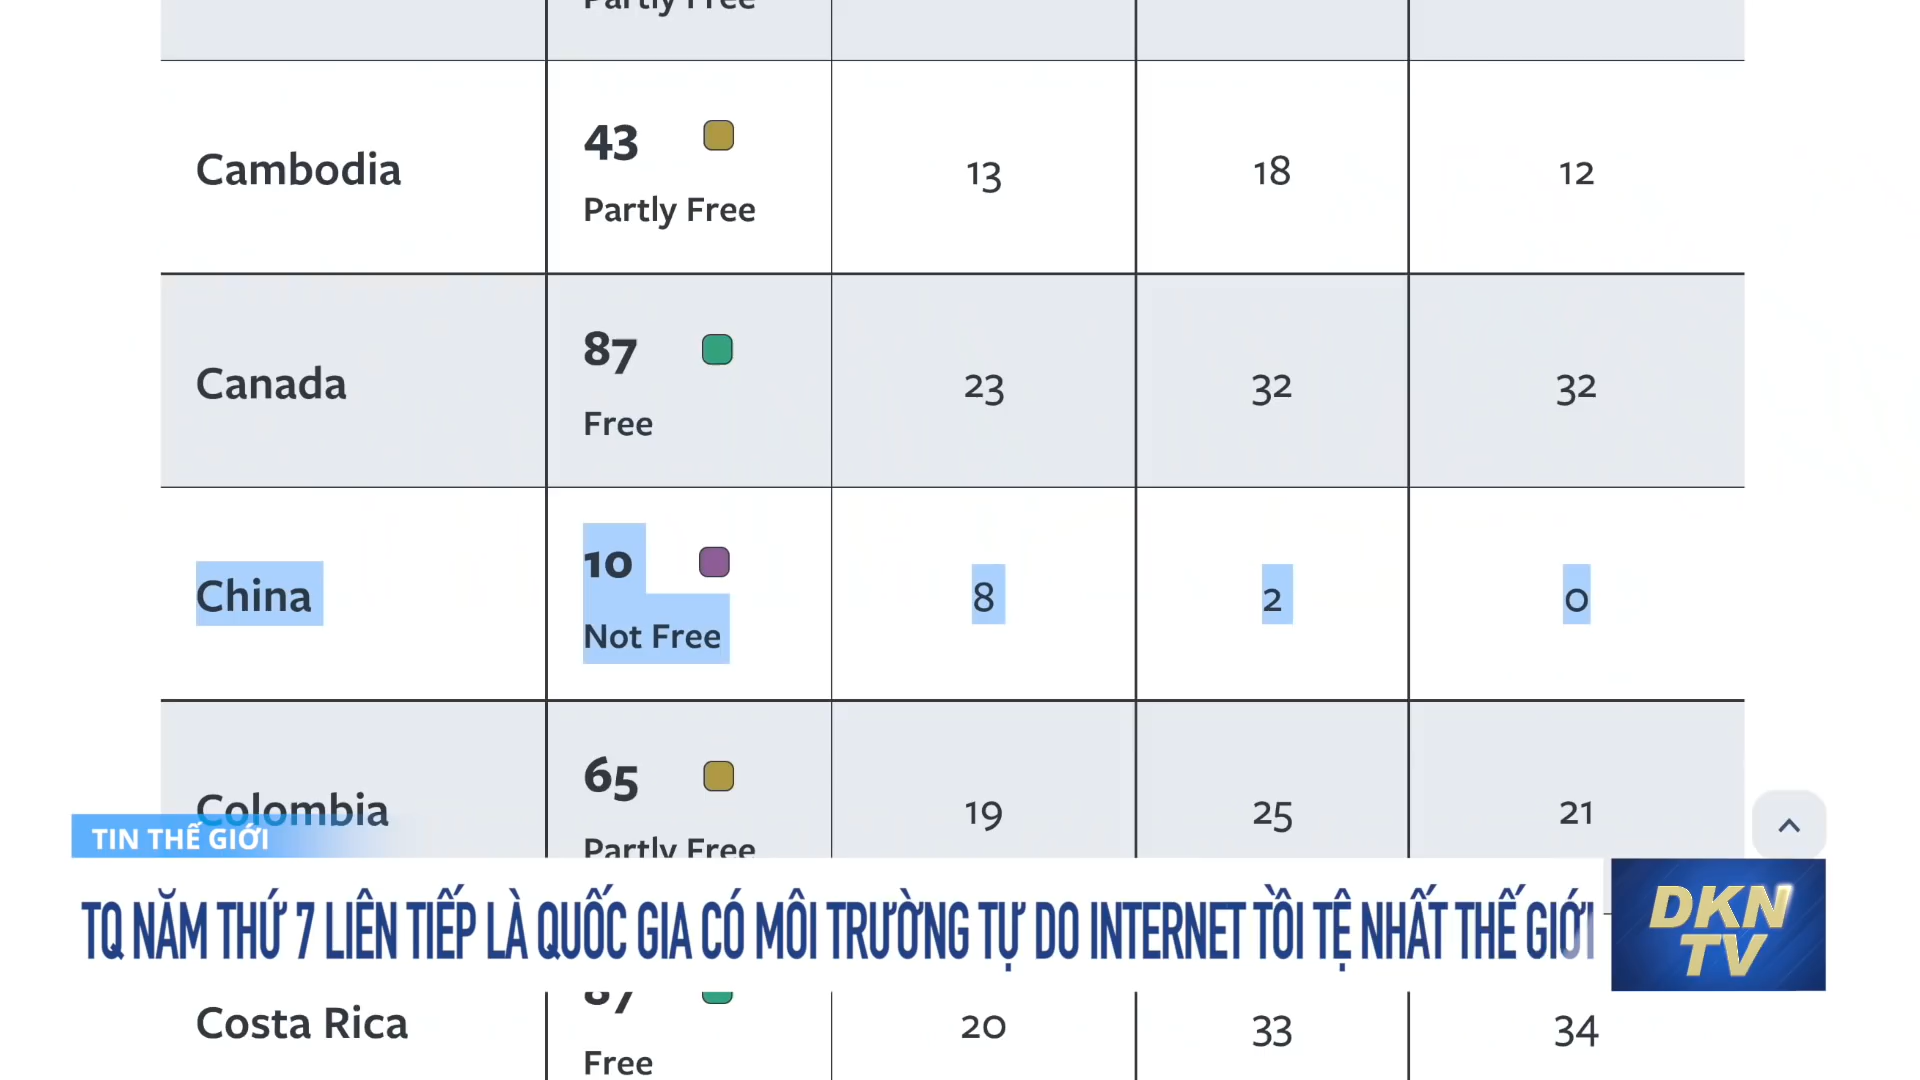 Partly Free
Cambodia
43
Partly Free
13
18
12
Canada
87
Free
23
32
32
China
10
Not Free
8
2
0
Colombia
65
Partly Free
19
25
21
TIN THẾ GIỚI
TQ NĂM THỨ 7 LIÊN TIẾP LÀ QUỐC GIA CÓ MÔI TRƯỜNG TỰ DO INTERNET TỒI TỆ NHẤT THẾ GIỚI
DKN
TV
Costa Rica
87
Free
20
33
34